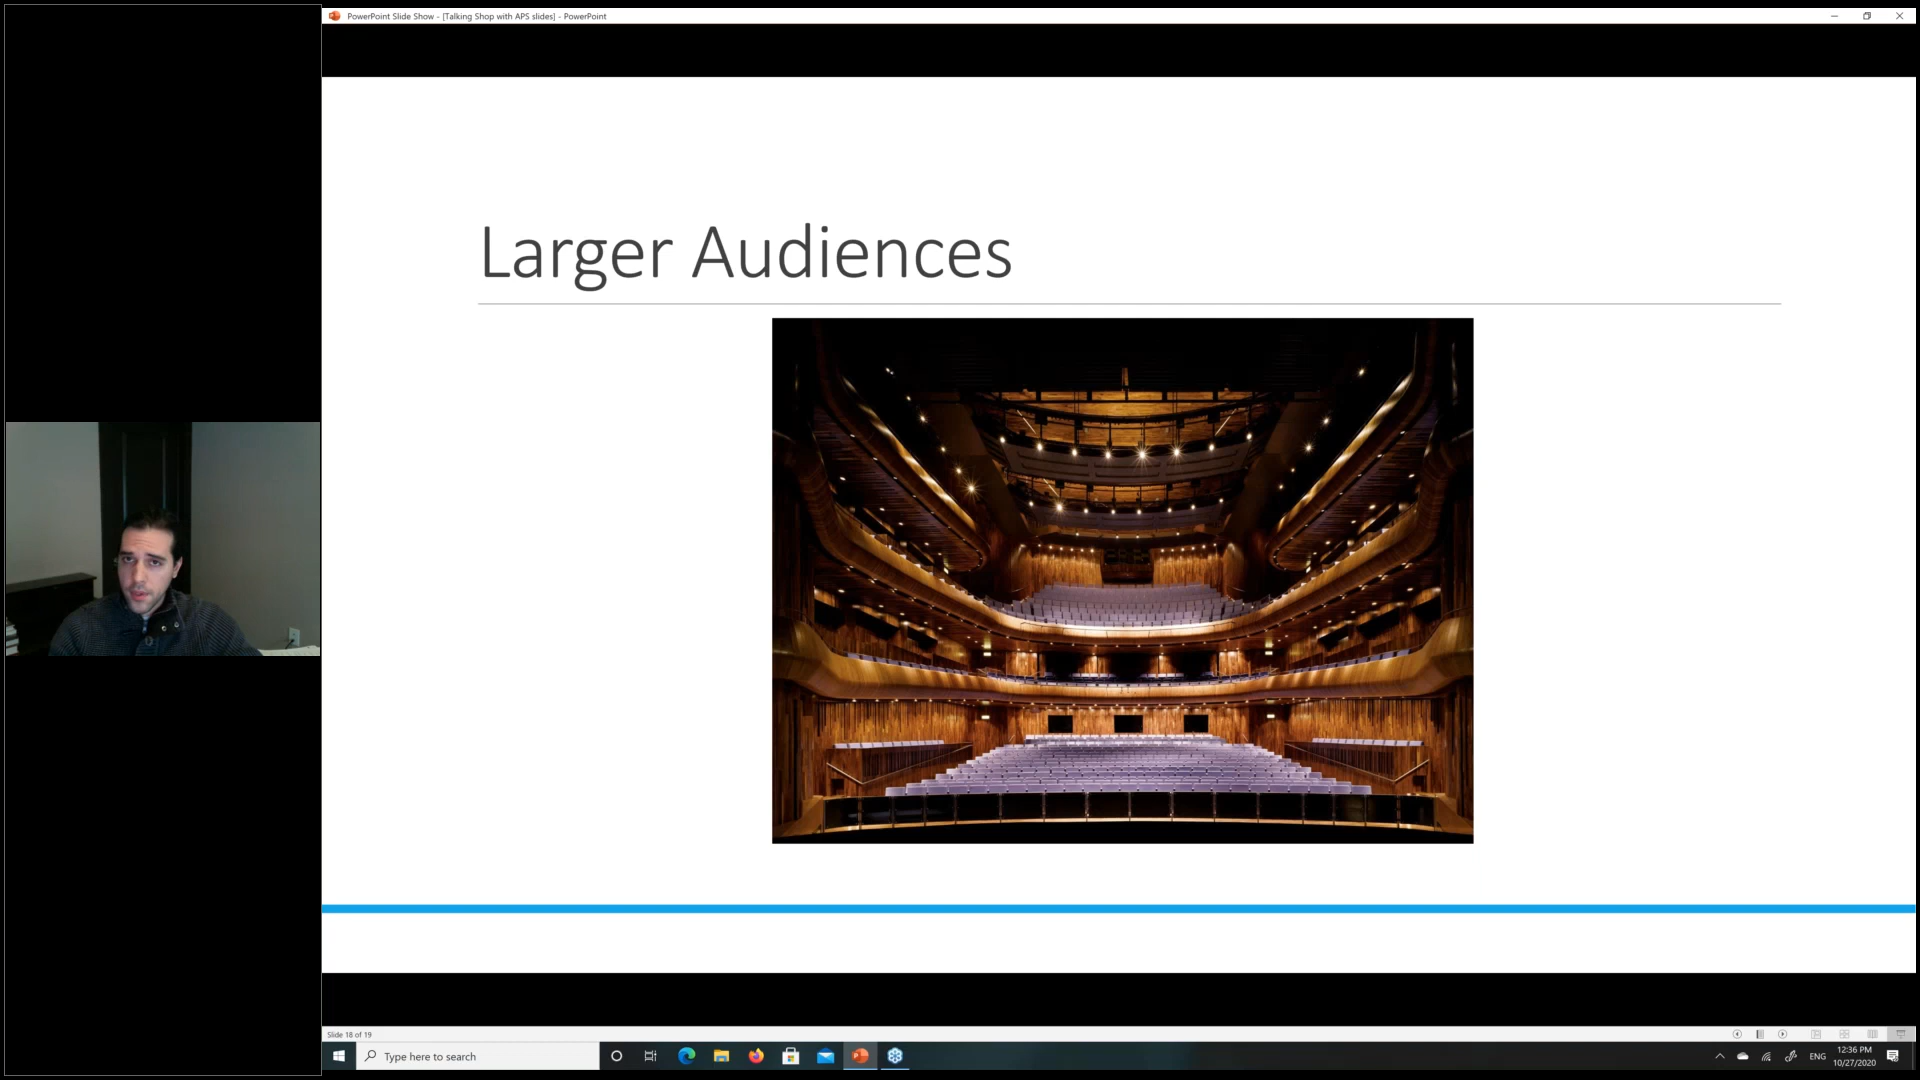 PowerPoint Slide Show - [Talking Shop with APS slides] - PowerPoint
Larger Audiences
Slide 18 of 19
Type here to search
ENG
12:36 PM
10/27/2020